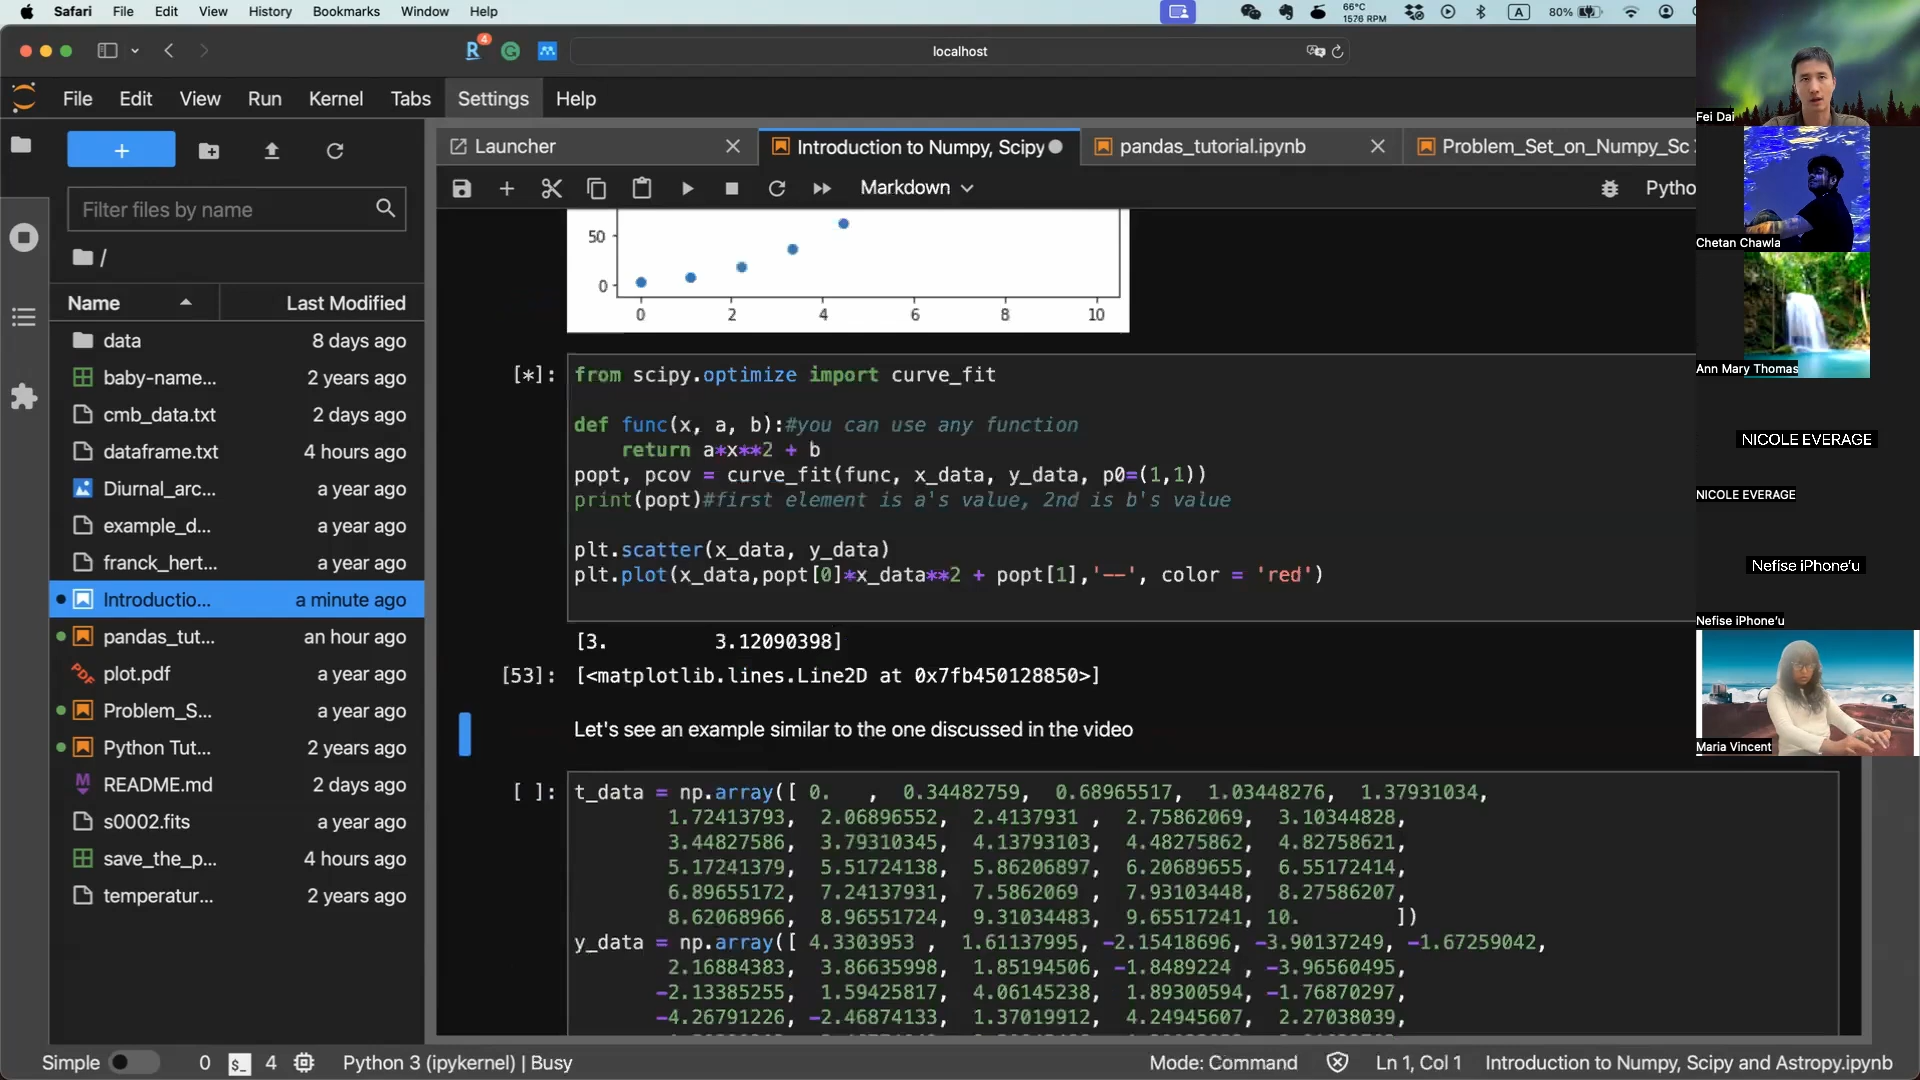 Safari File Edit View History Bookmarks Window Help
66°C
1576 RPM
A
80%
4
localhost
File Edit View Run Kernel Tabs Settings Help
Launcher
Introduction to Numpy, Scipy
pandas_tutorial.ipynb
Problem_Set_on_Numpy_Sc
Markdown
Pytho
Filter files by name
/
Name Last Modified
data 8 days ago
baby-name... 2 years ago
cmb_data.txt 2 days ago
dataframe.txt 4 hours ago
Diurnal_arc... a year ago
example_d... a year ago
franck_hert... a year ago
Introductio... a minute ago
pandas_tut... an hour ago
plot.pdf a year ago
Problem_S... a year ago
Python Tut... 2 years ago
README.md 2 days ago
s0002.fits a year ago
save_the_p... 4 hours ago
temperatur... 2 years ago
50
0
0 2 4 6 8 10
[*]:
from scipy.optimize import curve_fit
def func(x, a, b):#you can use any function
return a*x**2 + b
popt, pcov = curve_fit(func, x_data, y_data, p0=(1,1))
print(popt)#first element is a's value, 2nd is b's value
plt.scatter(x_data, y_data)
plt.plot(x_data,popt[0]*x_data**2 + popt[1],'--', color = 'red')
[3. 3.12090398]
[53]: [<matplotlib.lines.Line2D at 0x7fb450128850>]
Let's see an example similar to the one discussed in the video
[ ]:
t_data = np.array([ 0. , 0.34482759, 0.68965517, 1.03448276, 1.37931034,
1.72413793, 2.06896552, 2.4137931 , 2.75862069, 3.10344828,
3.44827586, 3.79310345, 4.13793103, 4.48275862, 4.82758621,
5.17241379, 5.51724138, 5.86206897, 6.20689655, 6.55172414,
6.89655172, 7.24137931, 7.5862069 , 7.93103448, 8.27586207,
8.62068966, 8.96551724, 9.31034483, 9.65517241, 10. ])
y_data = np.array([ 4.3303953 , 1.61137995, -2.15418696, -3.90137249, -1.67259042,
2.16884383, 3.86635998, 1.85194506, -1.8489224 , -3.96560495,
-2.13385255, 1.59425817, 4.06145238, 1.89300594, -1.76870297,
-4.26791226, -2.46874133, 1.37019912, 4.24945607, 2.27038039,
Fei Dai
Chetan Chawla
Ann Mary Thomas
NICOLE EVERAGE
NICOLE EVERAGE
Nefise iPhone'u
Nefise iPhone'u
Maria Vincent
Simple 0 $_ 4 Python 3 (ipykernel) | Busy
Mode: Command Ln 1, Col 1 Introduction to Numpy, Scipy and Astropy.ipynb